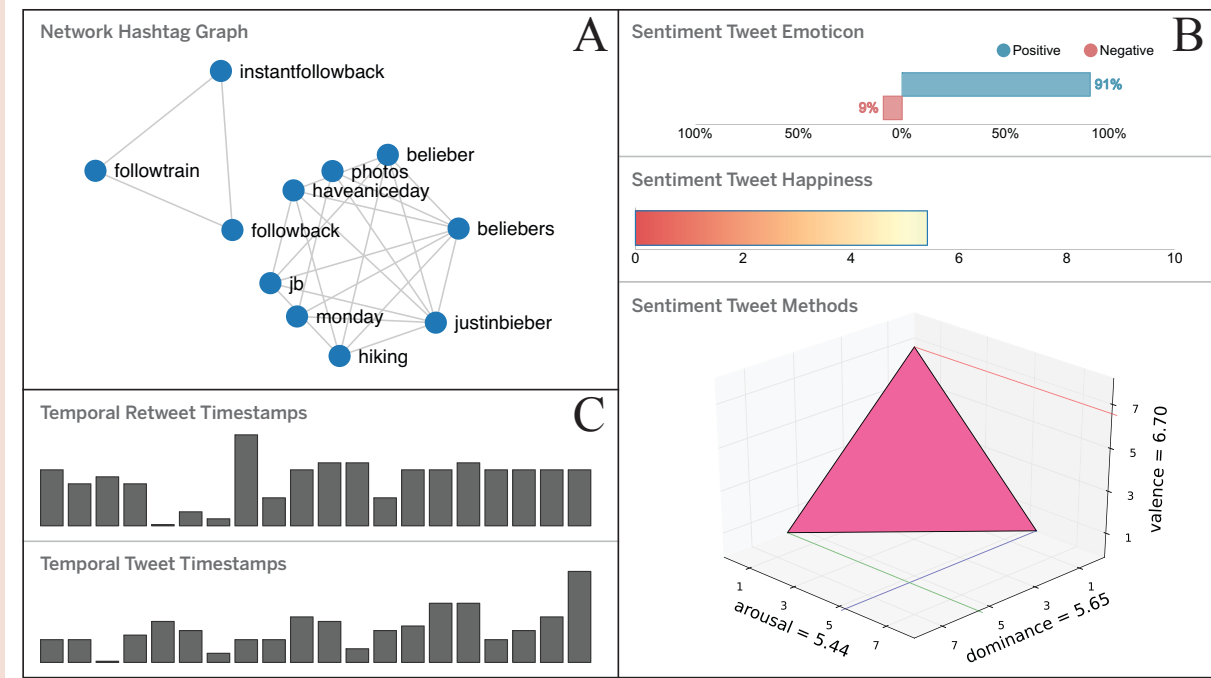 Network Hashtag Graph
A
instantfollowback
followtrain
followback
belieber
photos
haveaniceday
beliebers
jb
monday
justinbieber
hiking
Sentiment Tweet Emoticon
B
Positive
Negative
91%
9%
100% 50% 0% 50% 100%
Sentiment Tweet Happiness
0 2 4 6 8 10
Sentiment Tweet Methods
7
5
3
1
valence = 6.70
1 3 5 7
arousal = 5.44
7 5 3 1
dominance = 5.65
Temporal Retweet Timestamps
C
Temporal Tweet Timestamps